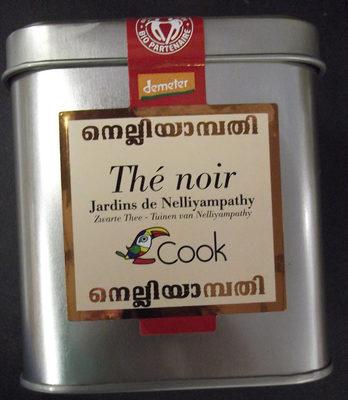 BIO PARTENAIRE
demeter
നെല്ലിയാമ്പതി
Thé noir
Jardins de Nelliyampathy
Zwarte Thee - Tuinen van Nelliyampathy
Cook
നെല്ലിയാമ്പതി